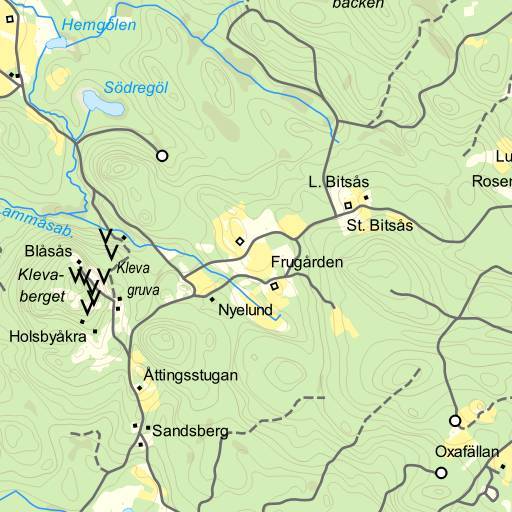 bäcken
Hemgölen
Södregöl
Lu
L. Bitsås
Rosen
ammåsab.
St. Bitsås
Blåsås
Kleva-
berget
Kleva
gruva
Frugården
Nyelund
Holsbyåkra
Åttingsstugan
Sandsberg
Oxafällan